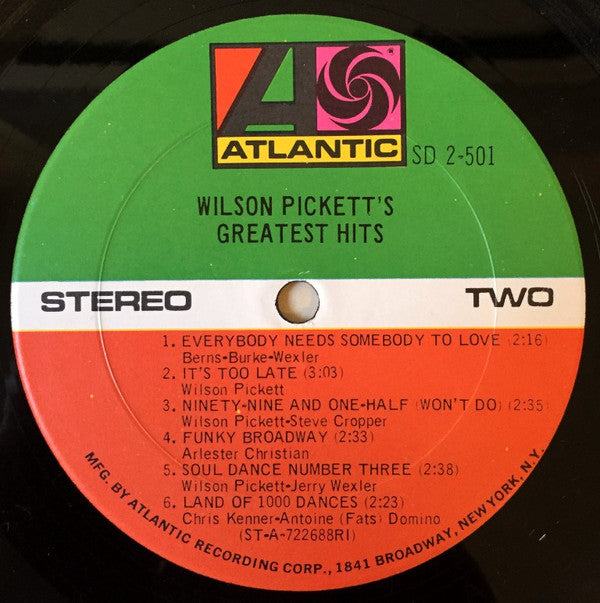 ATLANTIC
SD 2-501
WILSON PICKETT'S
GREATEST HITS
STEREO
TWO
1. EVERYBODY NEEDS SOMEBODY TO LOVE (2:16)
Berns-Burke-Wexler
2. IT'S TOO LATE (3:03)
Wilson Pickett
3. NINETY-NINE AND ONE-HALF (WON'T DO) (2:35)
Wilson Pickett-Steve Cropper
4. FUNKY BROADWAY (2:33)
Arlester Christian
5. SOUL DANCE NUMBER THREE (2:38)
Wilson Pickett-Jerry Wexler
6. LAND OF 1000 DANCES (2:23)
Chris Kenner-Antoine (Fats) Domino
(ST-A-722688RI)
MFG. BY ATLANTIC RECORDING CORP., 1841 BROADWAY, NEW YORK, N.Y.